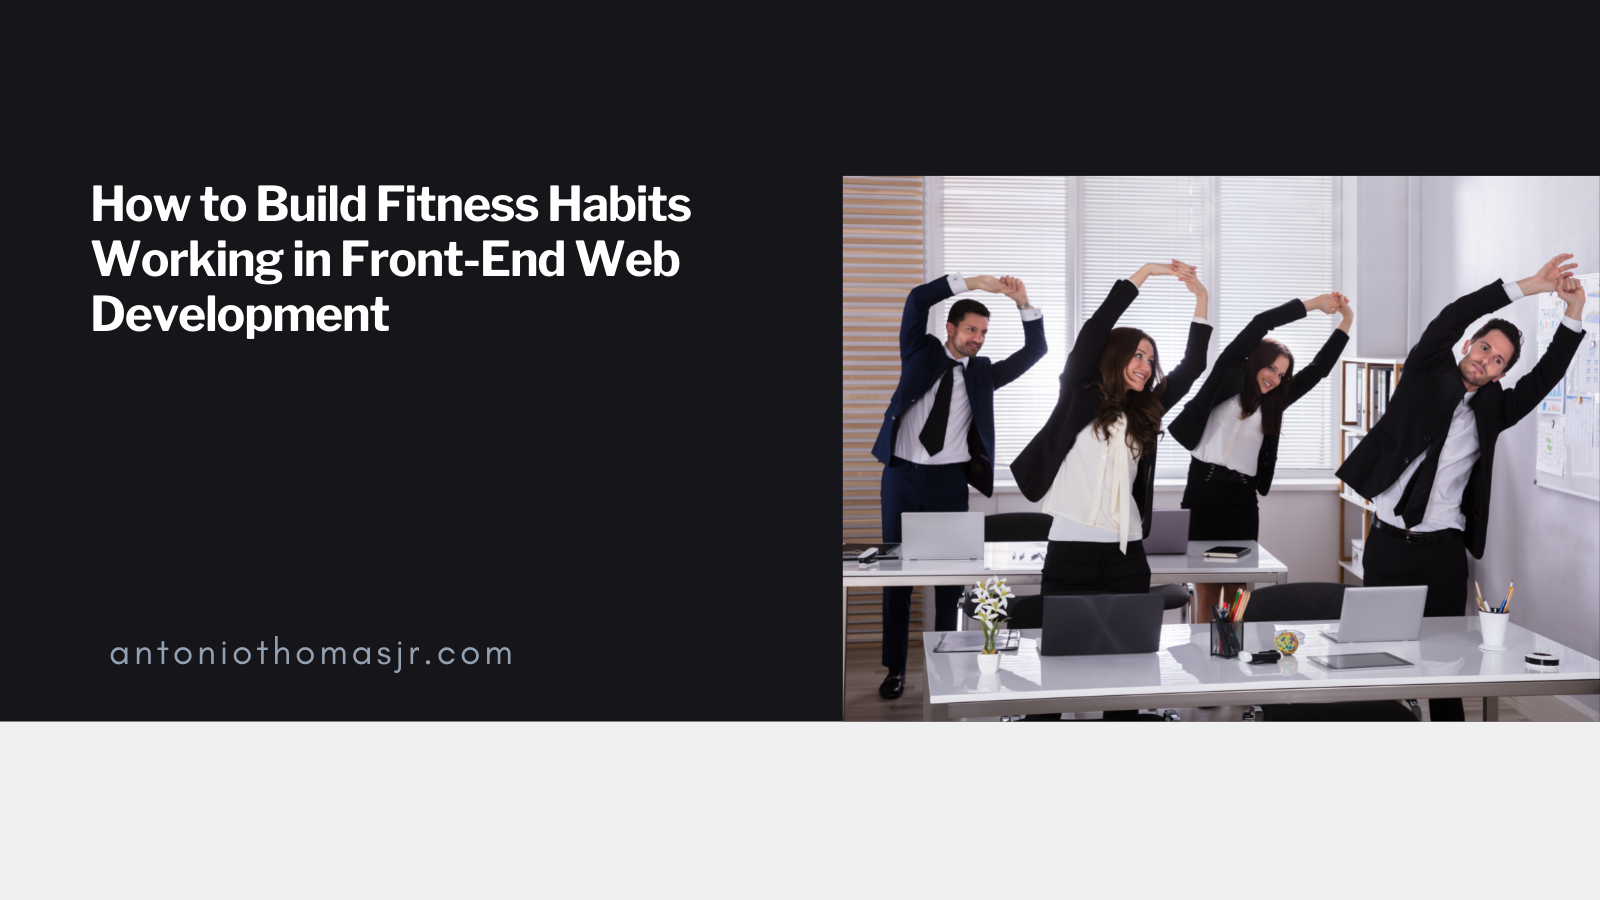 How to Build Fitness Habits
Working in Front-End Web
Development
antoniothomasjr.com